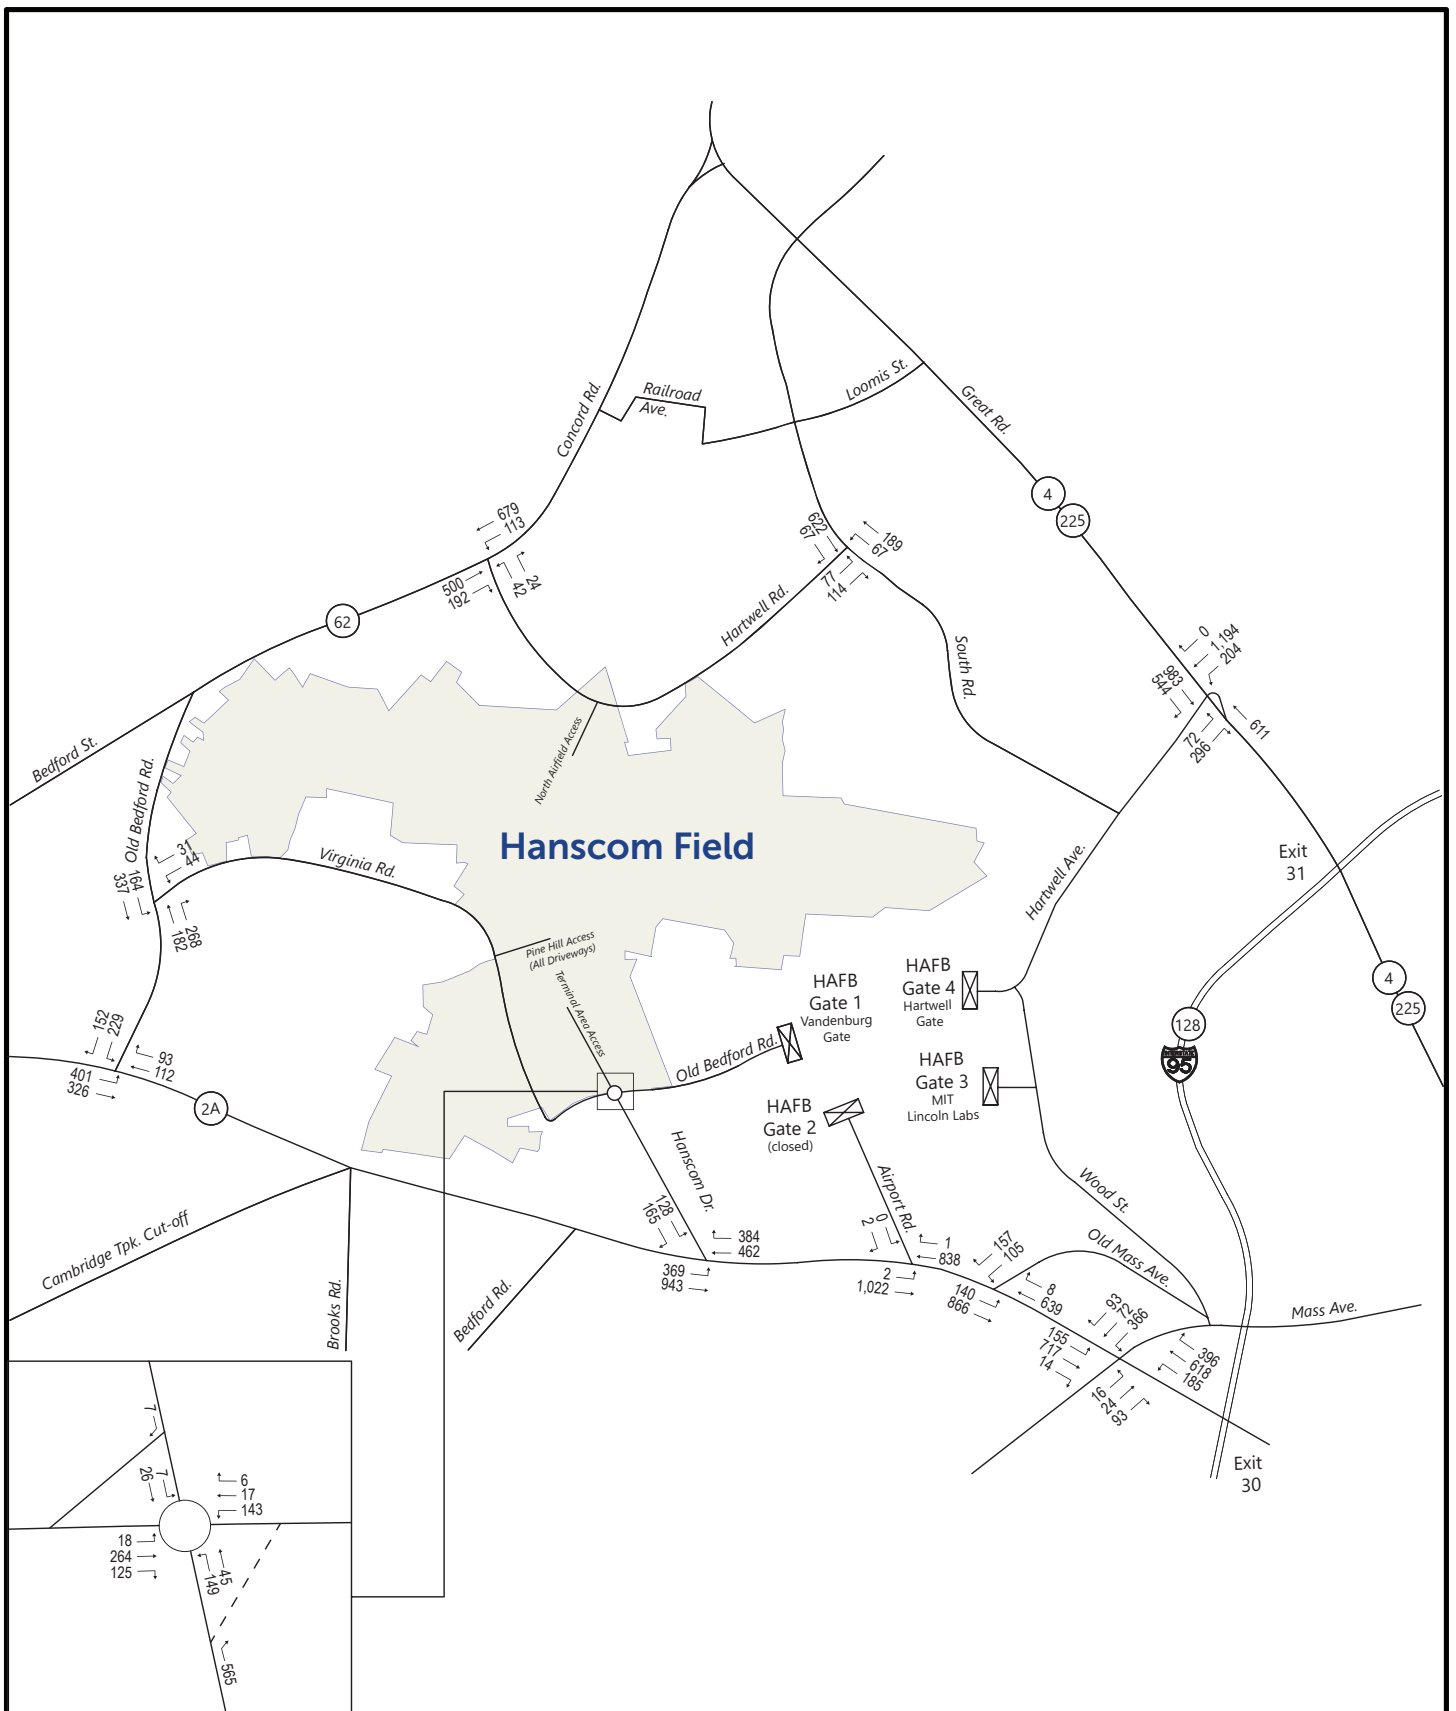 Concord Rd.
Railroad
Ave.
Loomis St.
Great Rd.
4
225
679
113
24
42
500
192
62
622
67
189
67
77
114
Hartwell Rd.
South Rd.
0
1,194
204
983
544
611
72
296
Bedford St.
Old Bedford Rd.
North Airfield Access
Hanscom Field
Virginia Rd.
31
44
164
337
268
182
Hartwell Ave.
Exit
31
Pine Hill Access
(All Driveways)
Terminal Area Access
HAFB
Gate 1
Vandenburg
Gate
HAFB
Gate 4
Hartwell
Gate
4
225
128
INTERSTATE
95
152
229
93
112
401
326
2A
Old Bedford Rd.
HAFB
Gate 3
MIT
Lincoln Labs
HAFB
Gate 2
(closed)
Hanscom Dr.
Airport Rd.
Wood St.
Old Mass Ave.
Mass Ave.
128
165
384
462
369
943
0
2
1
838
2
1,022
157
105
8
639
140
866
93
72
366
155
717
14
396
618
185
16
24
93
Cambridge Tpk. Cut-off
Brooks Rd.
Bedford Rd.
Exit
30
7
7
26
6
17
143
18
264
125
45
149
565